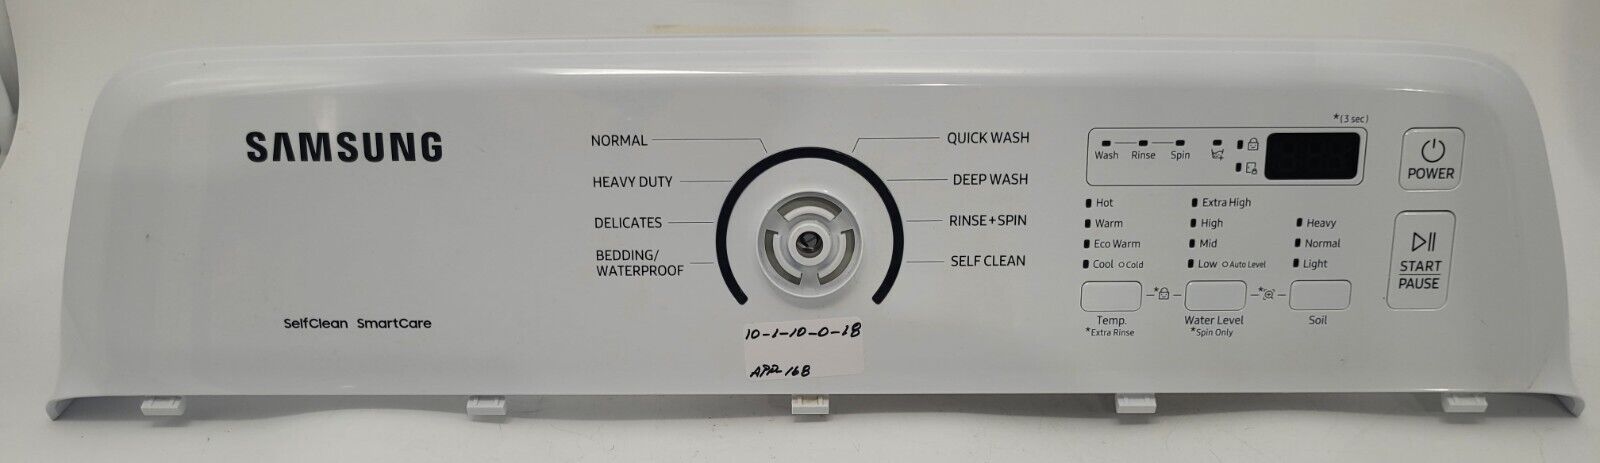 SAMSUNG
SelfClean SmartCare
NORMAL
HEAVY DUTY
DELICATES
BEDDING/
WATERPROOF
QUICK WASH
DEEP WASH
RINSE+SPIN
SELF CLEAN
10-1-10-0-1B
APP-16B
*(3 sec)
Wash Rinse Spin
Hot
Warm
Eco Warm
Cool Cold
Extra High
High
Mid
Low Auto Level
Heavy
Normal
Light
Temp.
*Extra Rinse
Water Level
*Spin Only
Soil
POWER
START
PAUSE